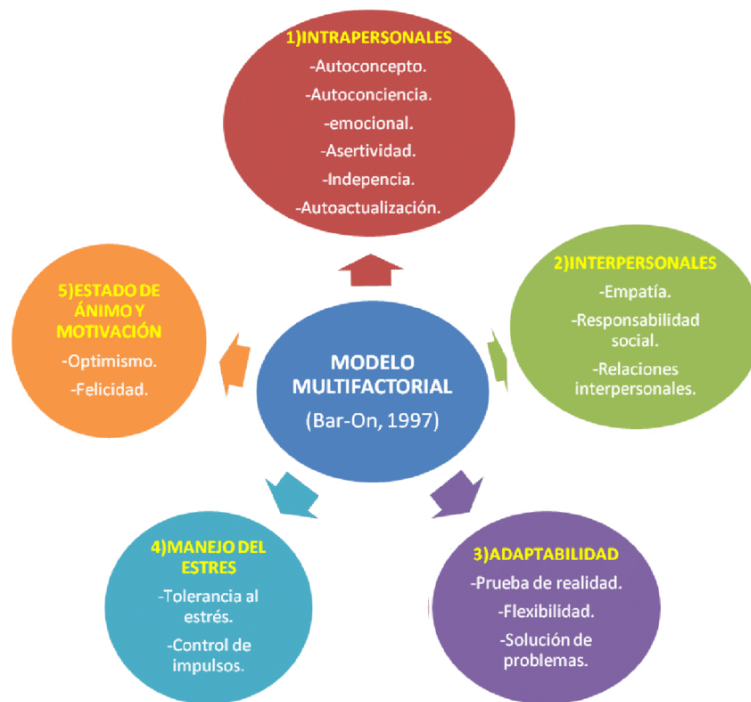 1)INTRAPERSONALES
-Autoconcepto.
-Autoconciencia.
-emocional.
-Asertividad.
-Indepencia.
-Autoactualización.
2)INTERPERSONALES
-Empatía.
-Responsabilidad
social.
-Relaciones
interpersonales.
5)ESTADO DE
ÁNIMO Y
MOTIVACIÓN
-Optimismo.
-Felicidad.
MODELO
MULTIFACTORIAL
(Bar-On, 1997)
4)MANEJO DEL
ESTRES
-Tolerancia al
estrés.
-Control de
impulsos.
3)ADAPTABILIDAD
-Prueba de realidad.
-Flexibilidad.
-Solución de
problemas.